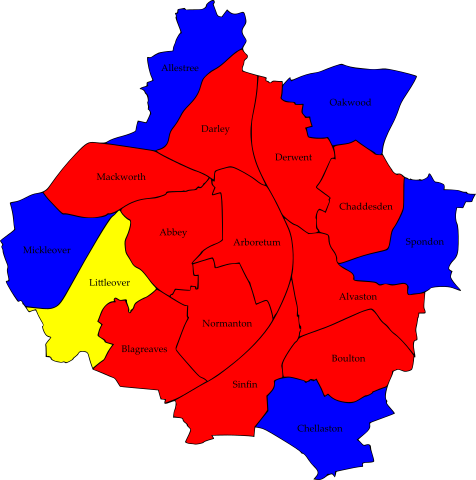 Allestree
Oakwood
Darley
Derwent
Mackworth
Chaddesden
Abbey
Arboretum
Spondon
Mickleover
Littleover
Alvaston
Normanton
Blagreaves
Boulton
Sinfin
Chellaston